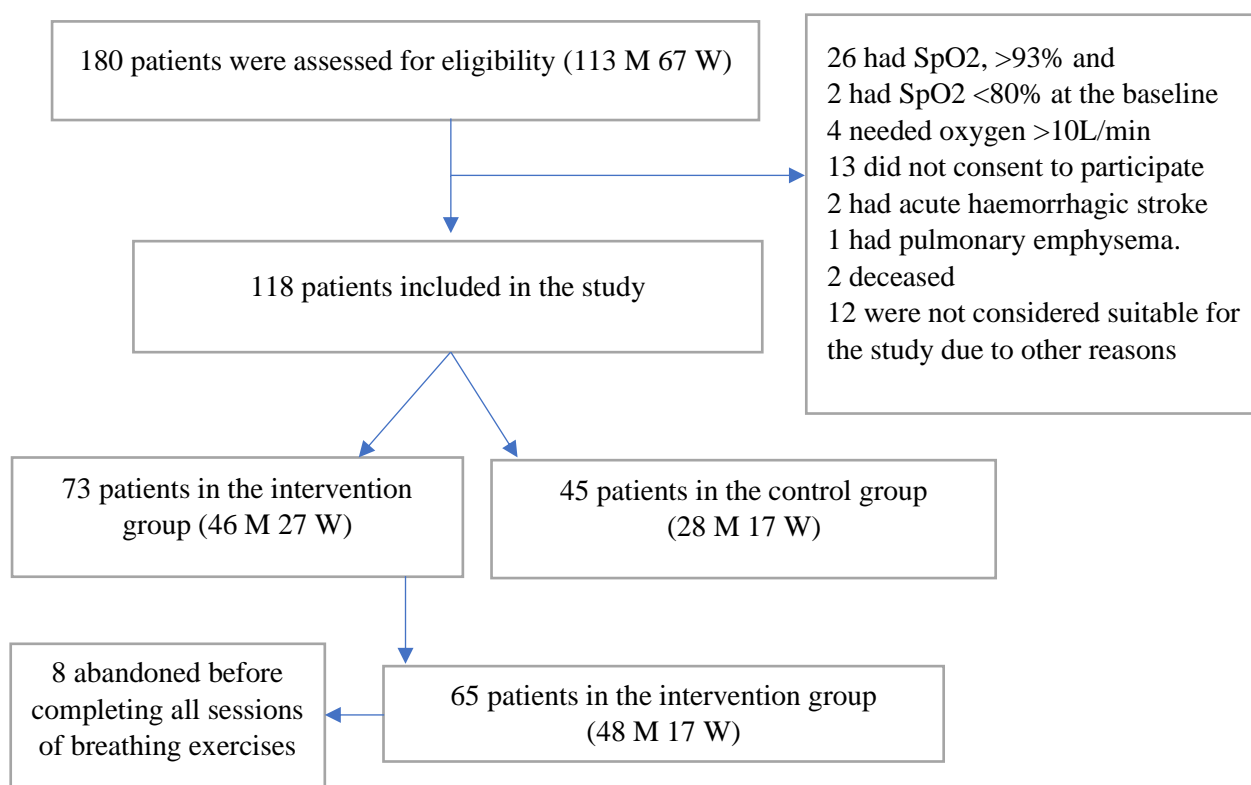 180 patients were assessed for eligibility (113 M 67 W)
26 had SpO2, >93% and
2 had SpO2 <80% at the baseline
4 needed oxygen >10L/min
13 did not consent to participate
2 had acute haemorrhagic stroke
1 had pulmonary emphysema.
2 deceased
12 were not considered suitable for
the study due to other reasons
118 patients included in the study
73 patients in the intervention
group (46 M 27 W)
45 patients in the control group
(28 M 17 W)
8 abandoned before
completing all sessions
of breathing exercises
65 patients in the intervention group
(48 M 17 W)